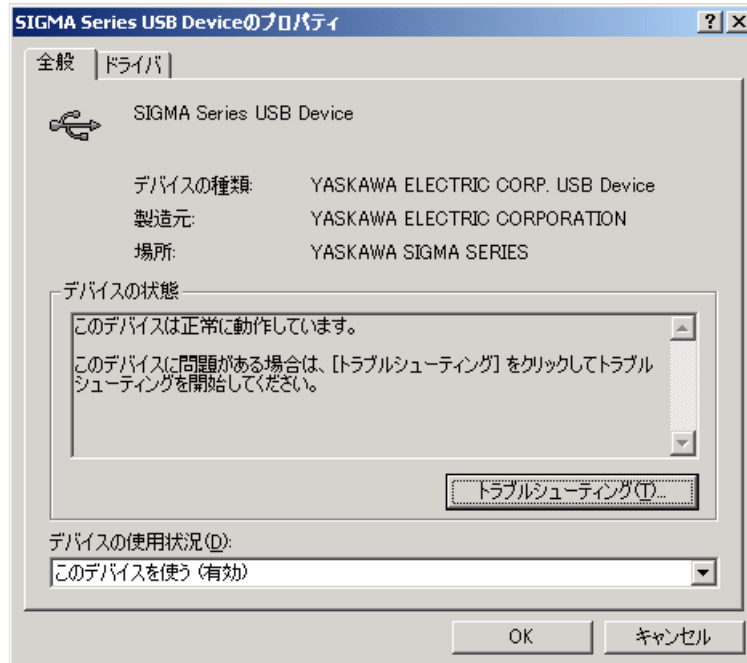 SIGMA Series USB Deviceのプロパティ
全般
ドライバ
SIGMA Series USB Device
デバイスの種類: YASKAWA ELECTRIC CORP. USB Device
製造元: YASKAWA ELECTRIC CORPORATION
場所: YASKAWA SIGMA SERIES
デバイスの状態
このデバイスは正常に動作しています。
このデバイスに問題がある場合は、[トラブルシューティング] をクリックしてトラブル
シューティングを開始してください。
トラブルシューティング(T)...
デバイスの使用状況(D):
このデバイスを使う (有効)
OK
キャンセル